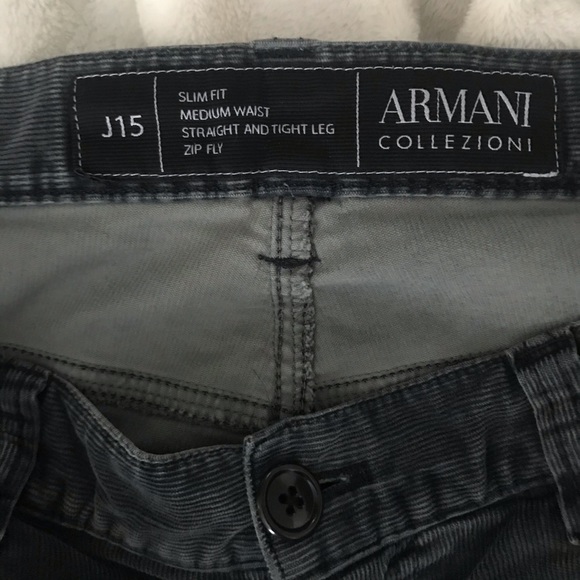 J15
SLIM FIT
MEDIUM WAIST
STRAIGHT AND TIGHT LEG
ZIP FLY
ARMANI
COLLEZIONI